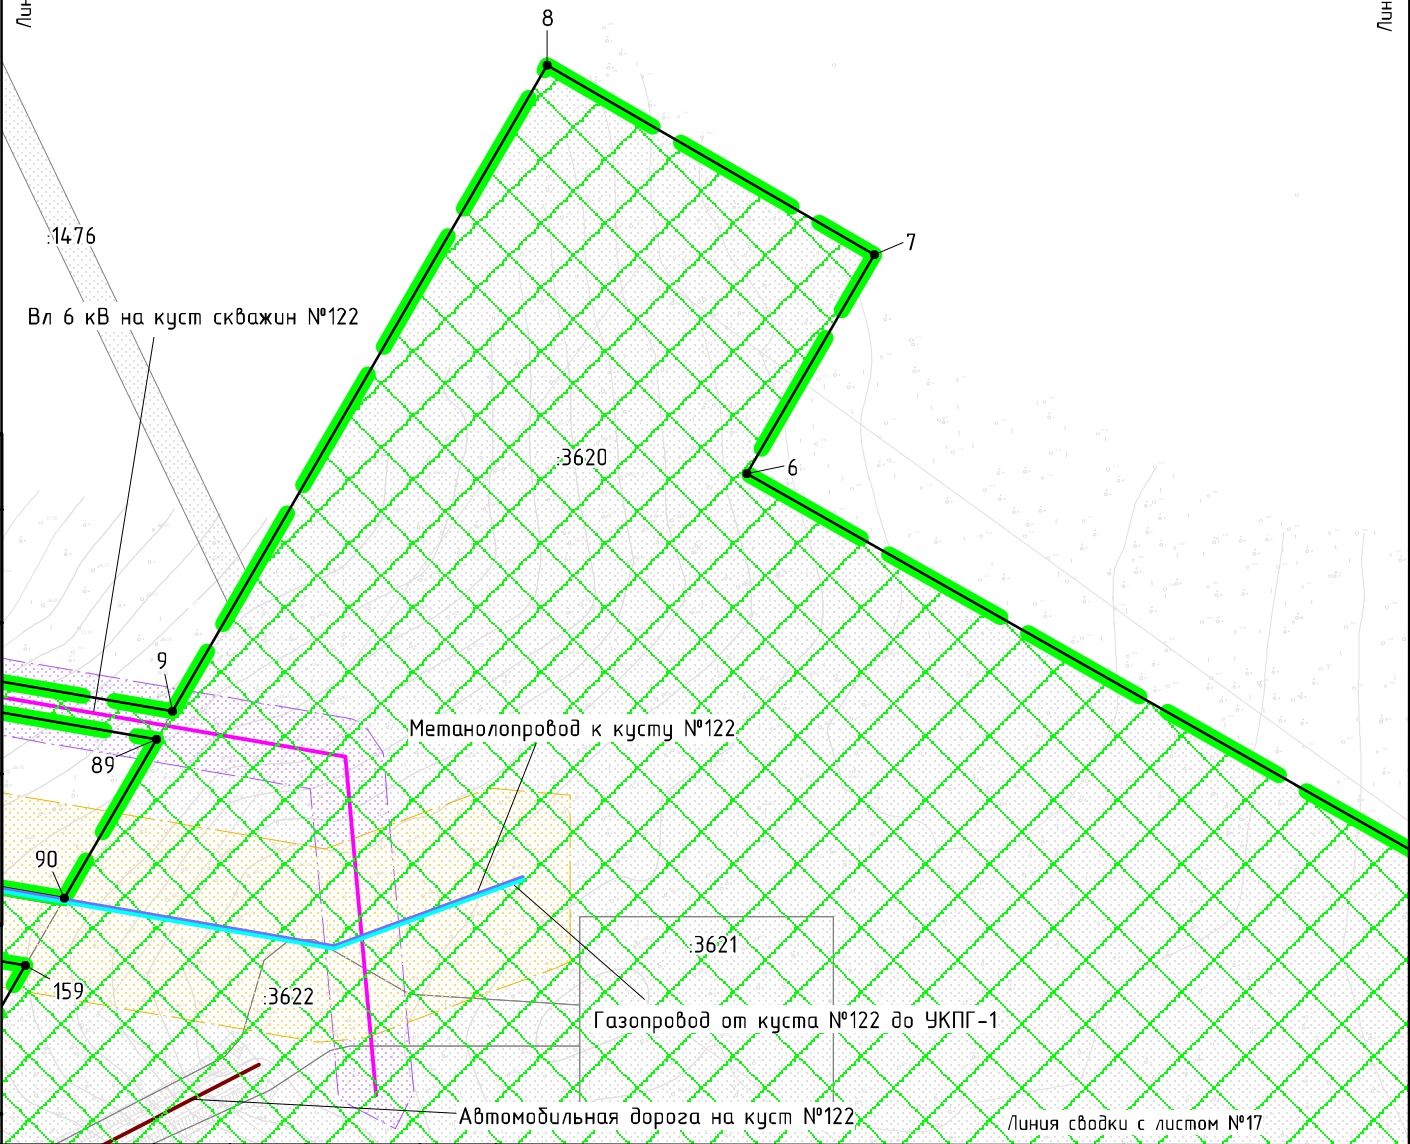 8
7
:1476
Вл 6 кВ на куст скважин №122
:3620
6
9
Метанолопровод к кусту №122
89
90
:3621
159
:3622
Газопровод от куста №122 до УКПГ-1
Автомобильная дорога на куст №122
Линия сводки с листом №17